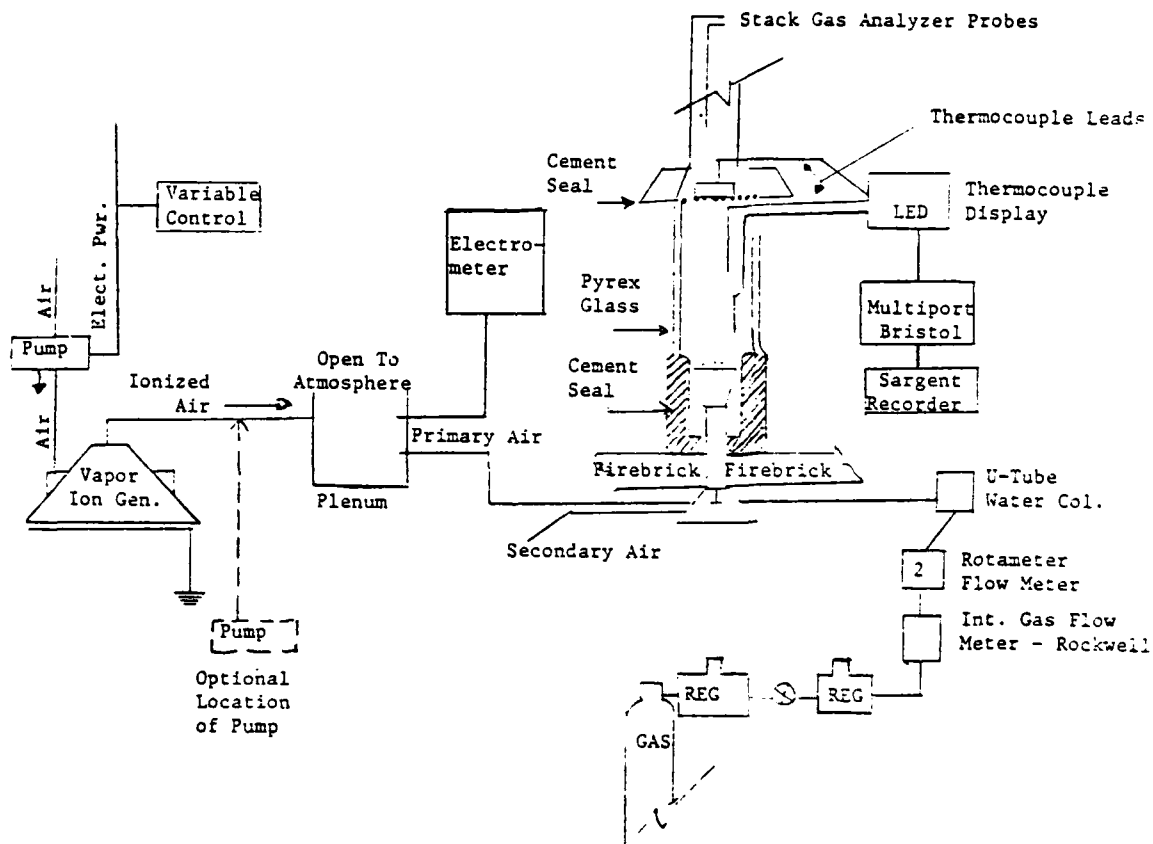 Stack Gas Analyzer Probes
Thermocouple Leads
Cement
Seal
Variable
Control
Thermocouple
Display
LED
Electro-
meter
Elect. Pwr.
Air
Pyrex
Glass
Multiport
Bristol
Pump
Open To
Atmosphere
Ionized
Air
Cement
Seal
Sargent
Recorder
Air
Primary Air
Vapor
Ion Gen.
Firebrick
Firebrick
Plenum
U-Tube
Water Col.
Secondary Air
2
Rotameter
Flow Meter
Int. Gas Flow
Meter - Rockwell
Pump
Optional
Location
of Pump
REG
REG
GAS